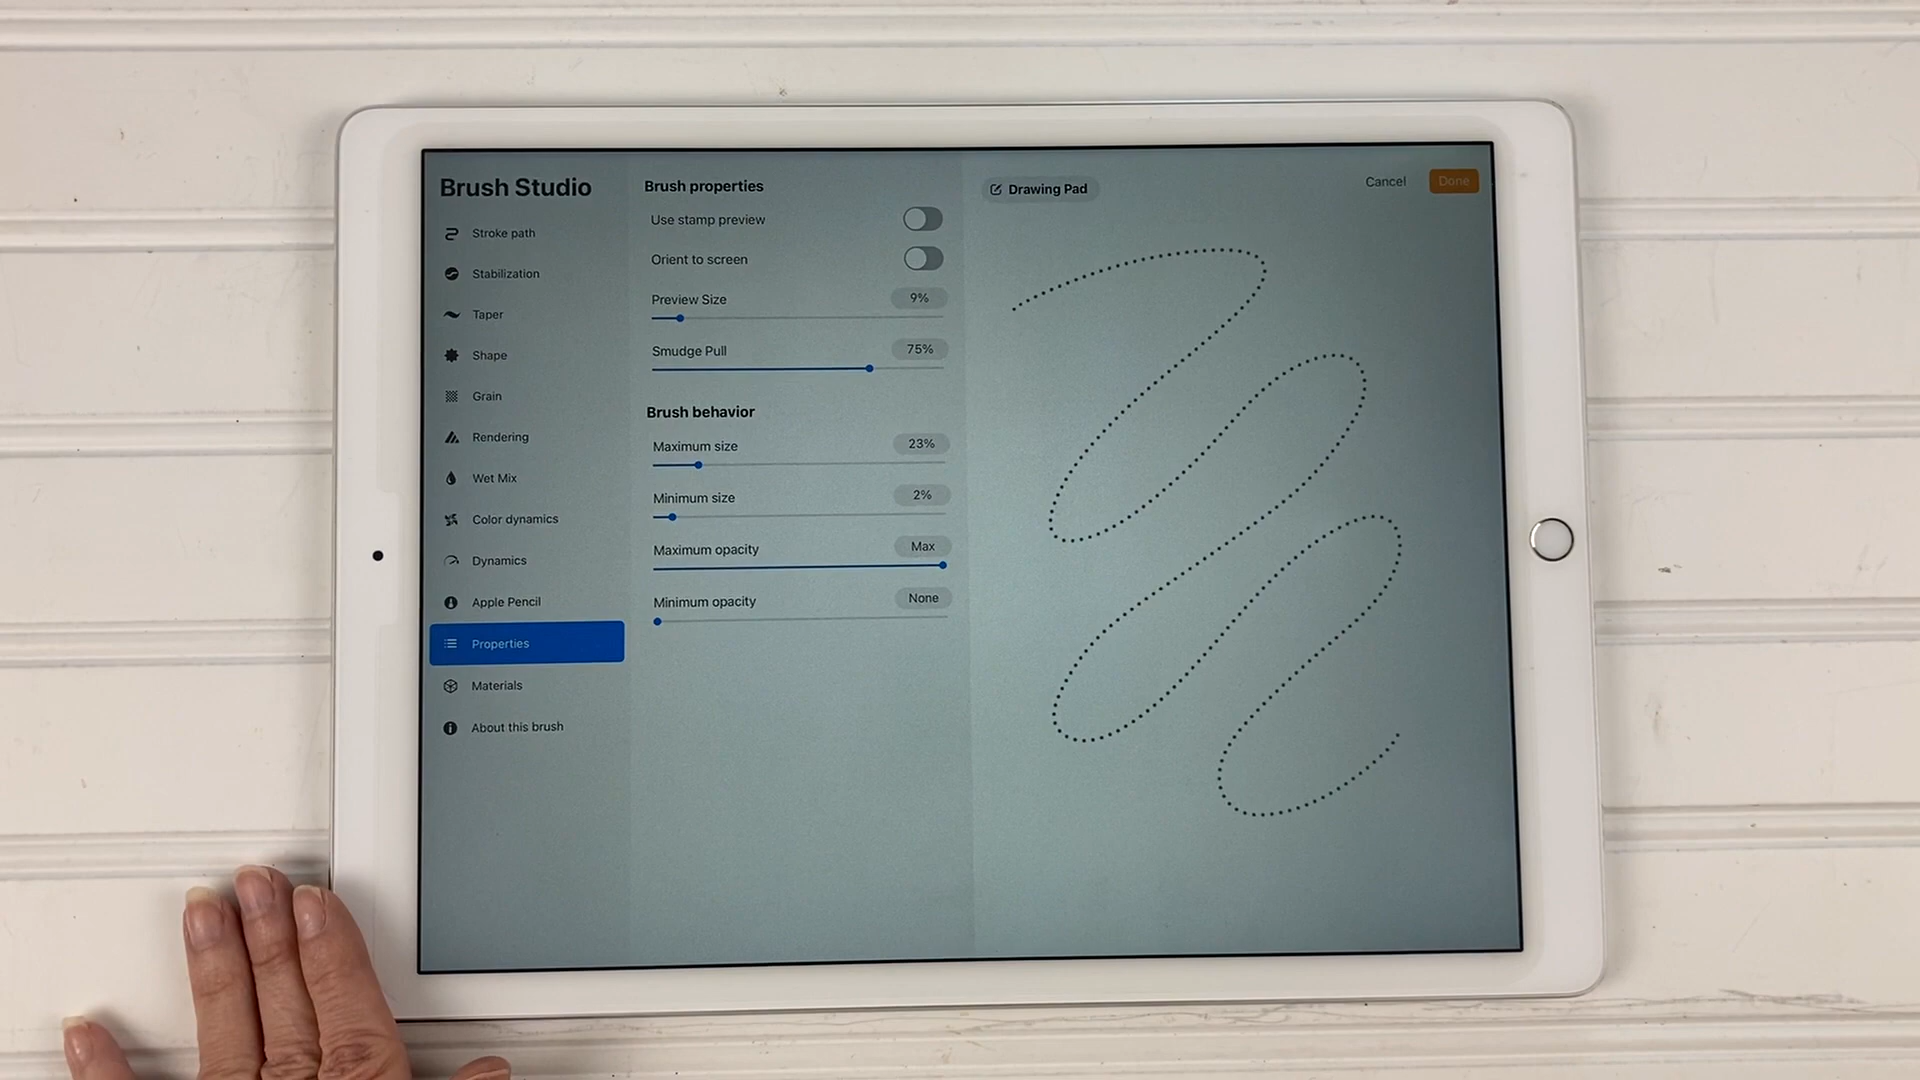 Brush Studio
Stroke path
Stabilization
Taper
Shape
Grain
Rendering
Wet Mix
Color dynamics
Dynamics
Apple Pencil
Properties
Materials
About this brush
Brush properties
Use stamp preview
Orient to screen
Preview Size 9%
Smudge Pull 75%
Brush behavior
Maximum size 23%
Minimum size 2%
Maximum opacity Max
Minimum opacity None
Drawing Pad
Cancel Done